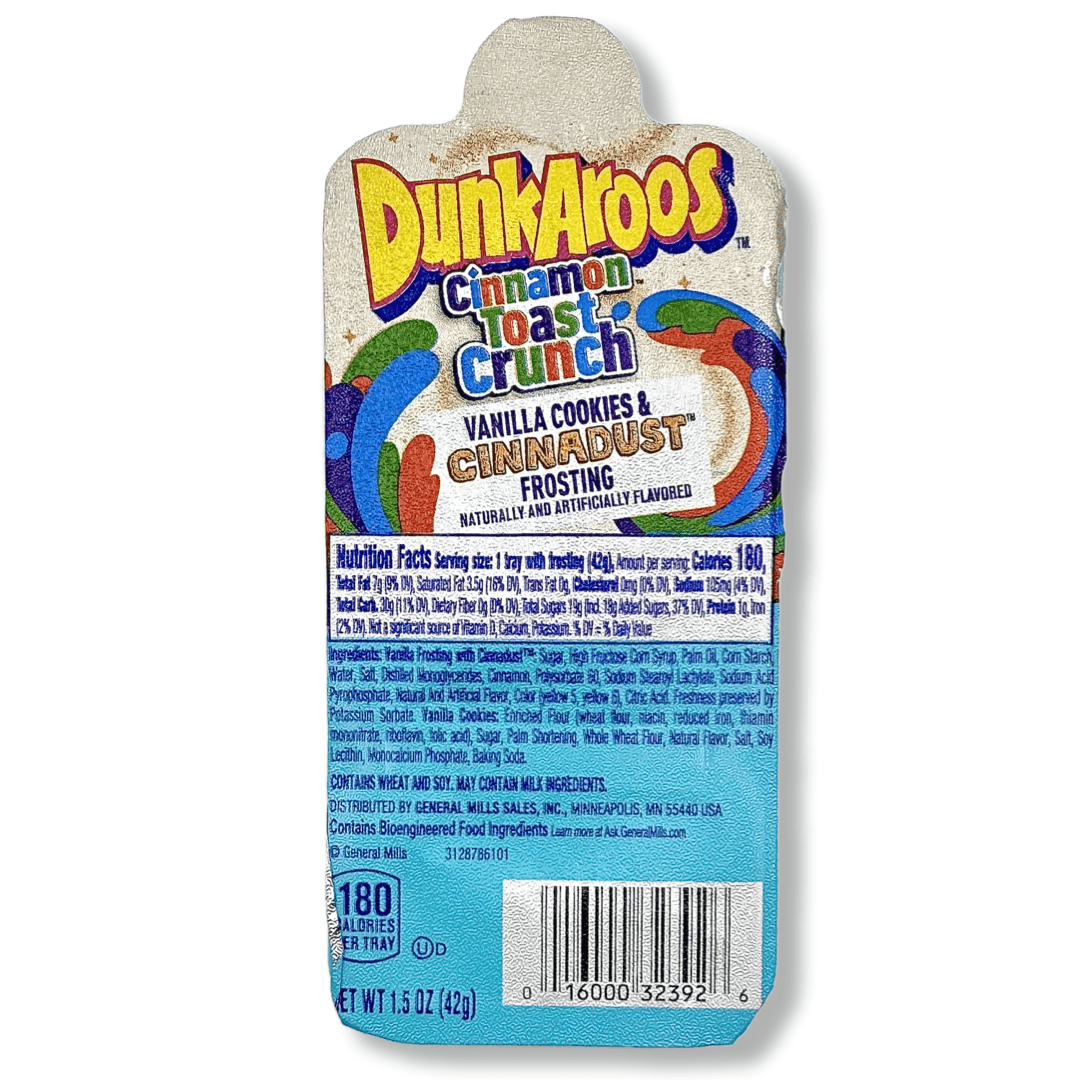 DunkAroos™
Cinnamon™
Toast
Crunch
VANILLA COOKIES &
CINNADUST™
FROSTING
NATURALLY AND ARTIFICIALLY FLAVORED
Nutrition Facts Serving size: 1 tray with frosting (42g), Amount per serving: Calories 180,
Total Fat 7g (9% DV), Saturated Fat 3.5g (16% DV), Trans Fat 0g, Cholesterol 0mg (0% DV), Sodium 105mg (4% DV),
Total Carb. 30g (11% DV), Dietary Fiber 0g (0% DV), Total Sugars 19g (Incl. 19g Added Sugars, 37% DV), Protein 1g, Iron
(2% DV). Not a significant source of Vitamin D, Calcium, Potassium. % DV = % Daily Value
Ingredients: Vanilla Frosting with Cinnadust™: Sugar, High Fructose Corn Syrup, Palm Oil, Corn Starch,
Water, Salt, Distilled Monoglycerides, Cinnamon, Polysorbate 60, Sodium Stearoyl Lactylate, Sodium Acid
Pyrophosphate, Natural And Artificial Flavor, Color (yellow 5, yellow 6), Citric Acid. Freshness preserved by
Potassium Sorbate. Vanilla Cookies: Enriched Flour (wheat flour, niacin, reduced iron, thiamin
mononitrate, riboflavin, folic acid), Sugar, Palm Shortening, Whole Wheat Flour, Natural Flavor, Salt, Soy
Lecithin, Monocalcium Phosphate, Baking Soda.
CONTAINS WHEAT AND SOY. MAY CONTAIN MILK INGREDIENTS.
DISTRIBUTED BY GENERAL MILLS SALES, INC., MINNEAPOLIS, MN 55440 USA
Contains Bioengineered Food Ingredients Learn more at Ask.GeneralMills.com
© General Mills 3128786101
180
CALORIES
PER TRAY
U D
NET WT 1.5 OZ (42g)
0 16000 32392 6